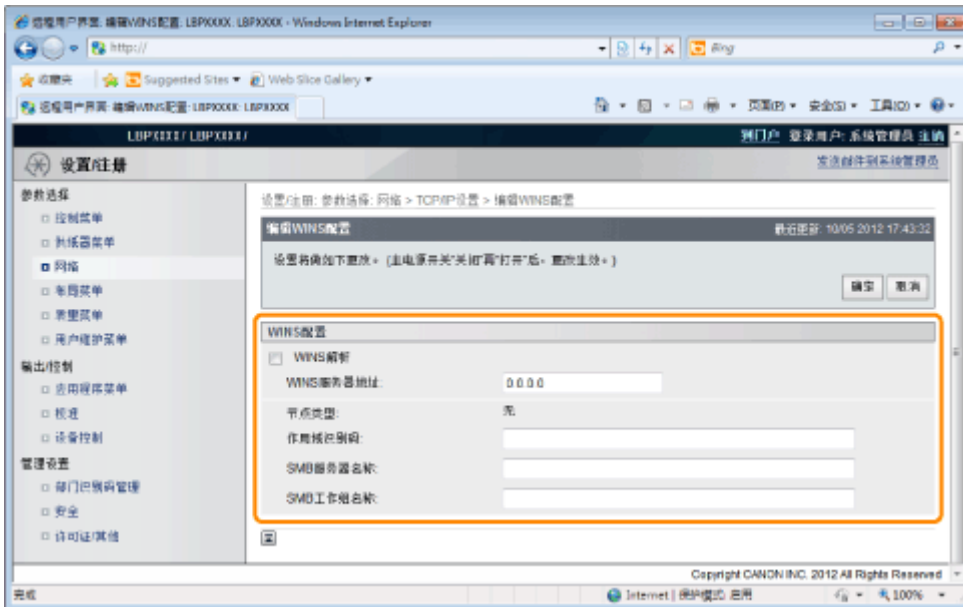 远程用户界面: 编辑WINS配置: LBPXXXX: LBPXXXX - Windows Internet Explorer
http://
Bing
收藏夹 Suggested Sites Web Slice Gallery
远程用户界面: 编辑WINS配置: LBPXXXX: LBPXXXX
页面(P) 安全(S) 工具(O)
LBPXXXX/ LBPXXXX/
到门户 登录用户: 系统管理员 注销
设置/注册
发送邮件到系统管理员
参数选择
控制菜单
供纸器菜单
网络
布局菜单
用户维护菜单
输出/控制
应用程序菜单
校准
设备控制
管理设置
部门识别码管理
安全
许可证/其他
设置/注册: 参数选择: 网络 > TCP/IP设置 > 编辑WINS配置
编辑WINS配置
最近更新: 10/05 2012 17:43:32
设置将做如下更改。(主电源开关"关闭"再"打开"后，更改生效。)
确定 取消
WINS配置
WINS解析
WINS服务器地址: 0.0.0.0
节点类型: 无
作用域识别码:
SMB服务器名称:
SMB工作组名称:
Copyright CANON INC. 2012 All Rights Reserved
完成
Internet | 保护模式: 启用
100%